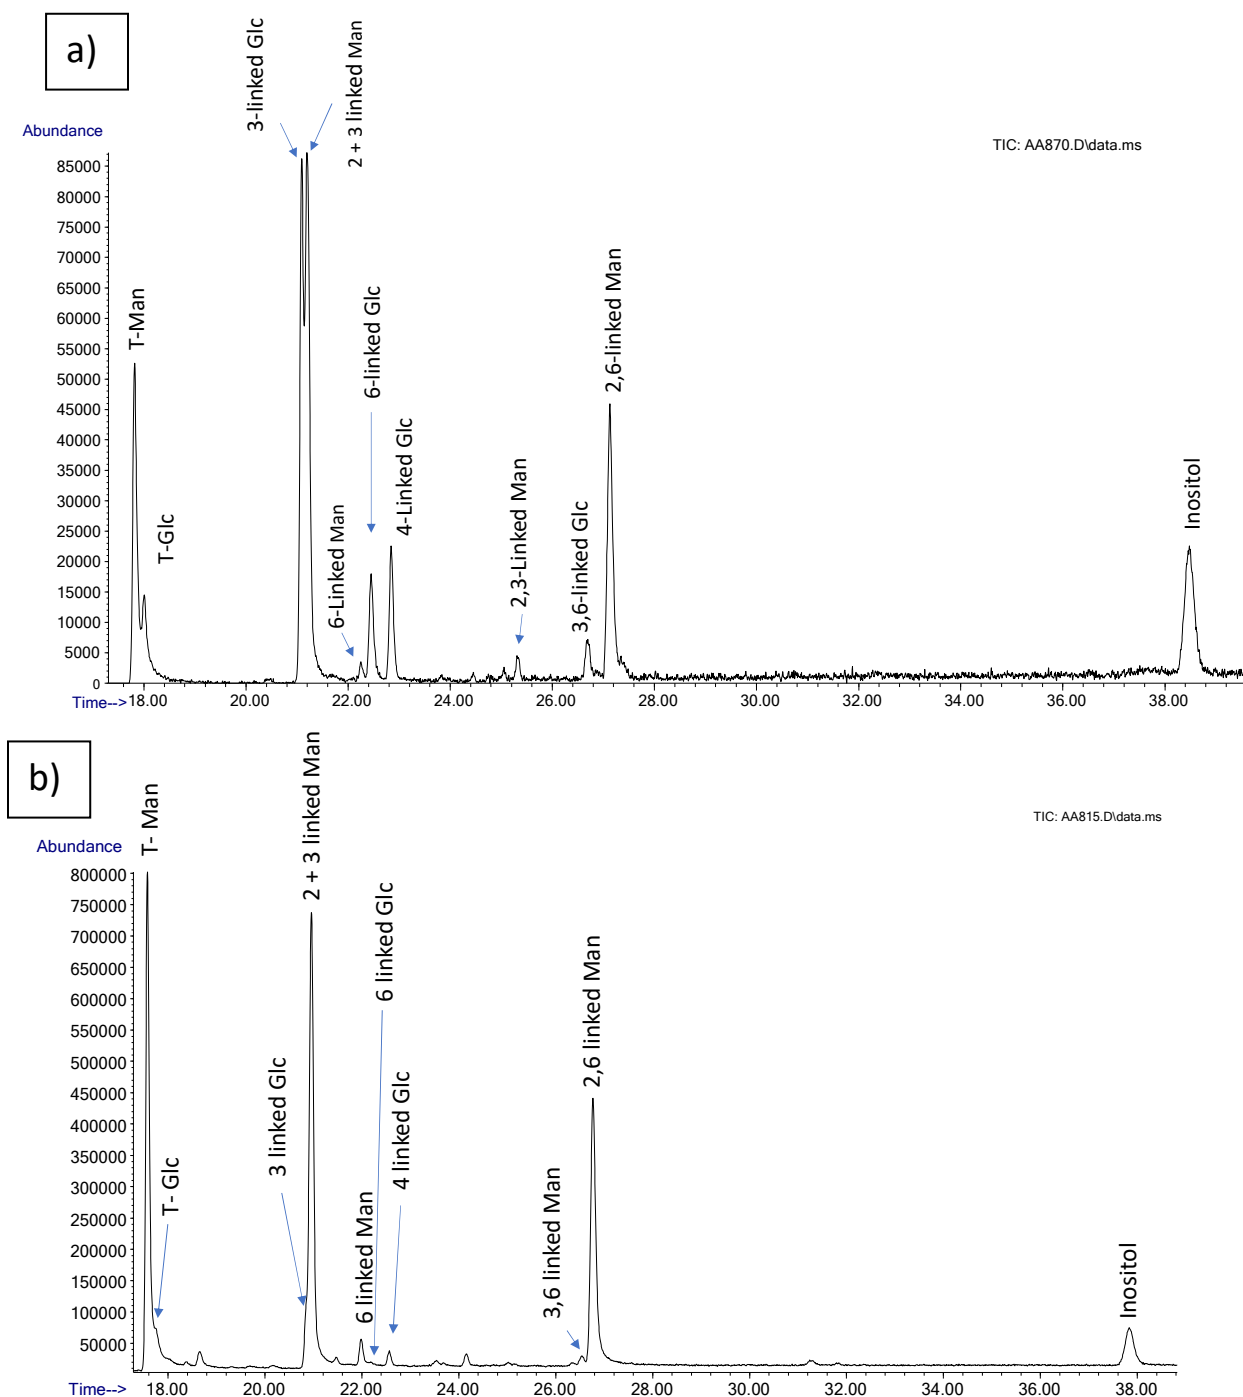 a)
3-linked Glc
2 + 3 linked Man
Abundance
TIC: AA870.D\data.ms
85000
80000
75000
70000
65000
60000
55000
50000
45000
40000
35000
30000
25000
20000
15000
10000
5000
0
T-Man
T-Glc
6-Linked Man
6-linked Glc
4-Linked Glc
2,3-Linked Man
3,6-linked Glc
2,6-linked Man
Inositol
Time-->
18.00 20.00 22.00 24.00 26.00 28.00 30.00 32.00 34.00 36.00 38.00
b)
Abundance
TIC: AA815.D\data.ms
800000
750000
700000
650000
600000
550000
500000
450000
400000
350000
300000
250000
200000
150000
100000
50000
T- Man
T- Glc
3 linked Glc
2 + 3 linked Man
6 linked Man
6 linked Glc
4 linked Glc
3,6 linked Man
2,6 linked Man
Inositol
Time-->
18.00 20.00 22.00 24.00 26.00 28.00 30.00 32.00 34.00 36.00 38.00